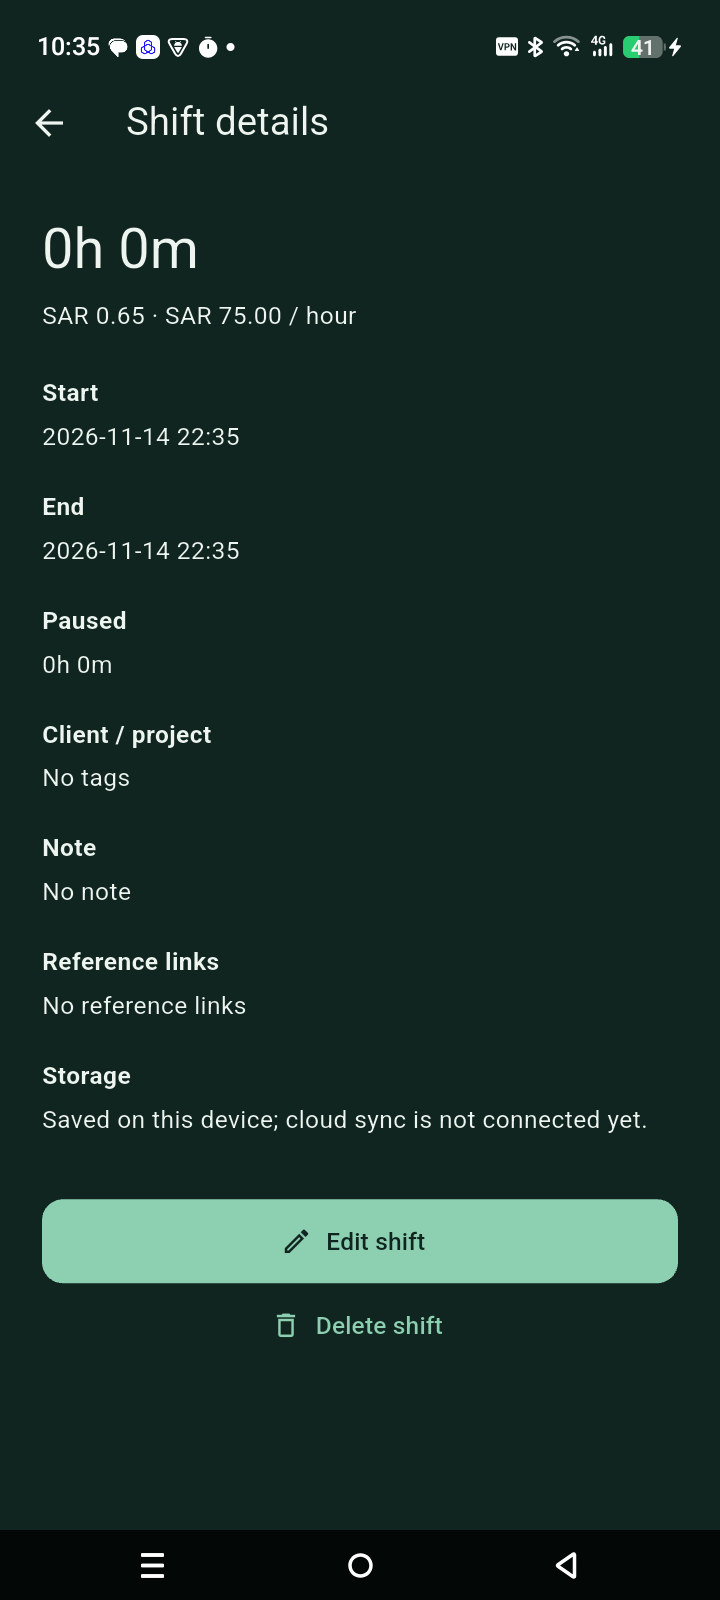 10:35
VPN
4G
41
Shift details
0h 0m
SAR 0.65 · SAR 75.00 / hour
Start
2026-11-14 22:35
End
2026-11-14 22:35
Paused
0h 0m
Client / project
No tags
Note
No note
Reference links
No reference links
Storage
Saved on this device; cloud sync is not connected yet.
Edit shift
Delete shift